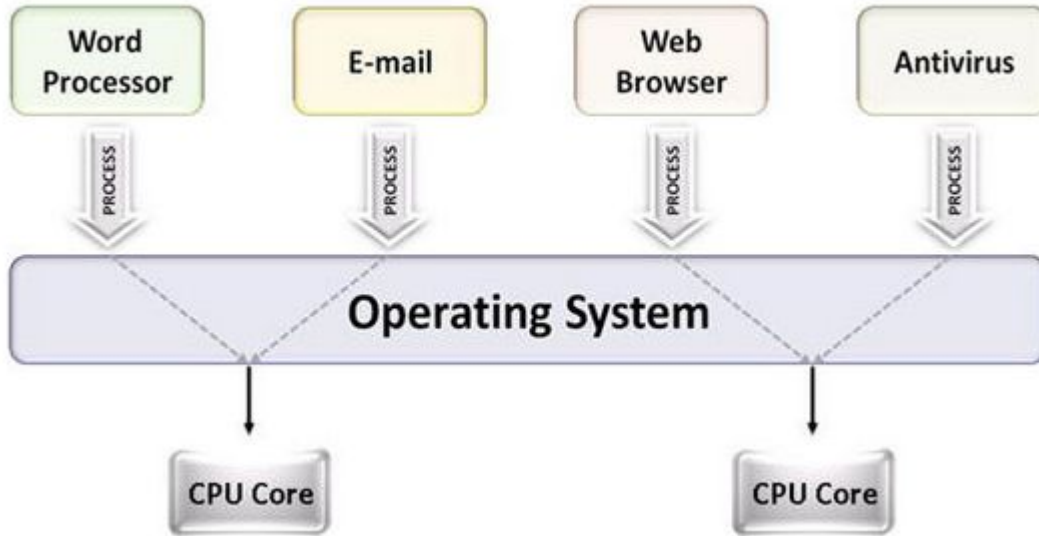 Word
Processor
E-mail
Web
Browser
Antivirus
PROCESS
PROCESS
PROCESS
PROCESS
Operating System
CPU Core
CPU Core